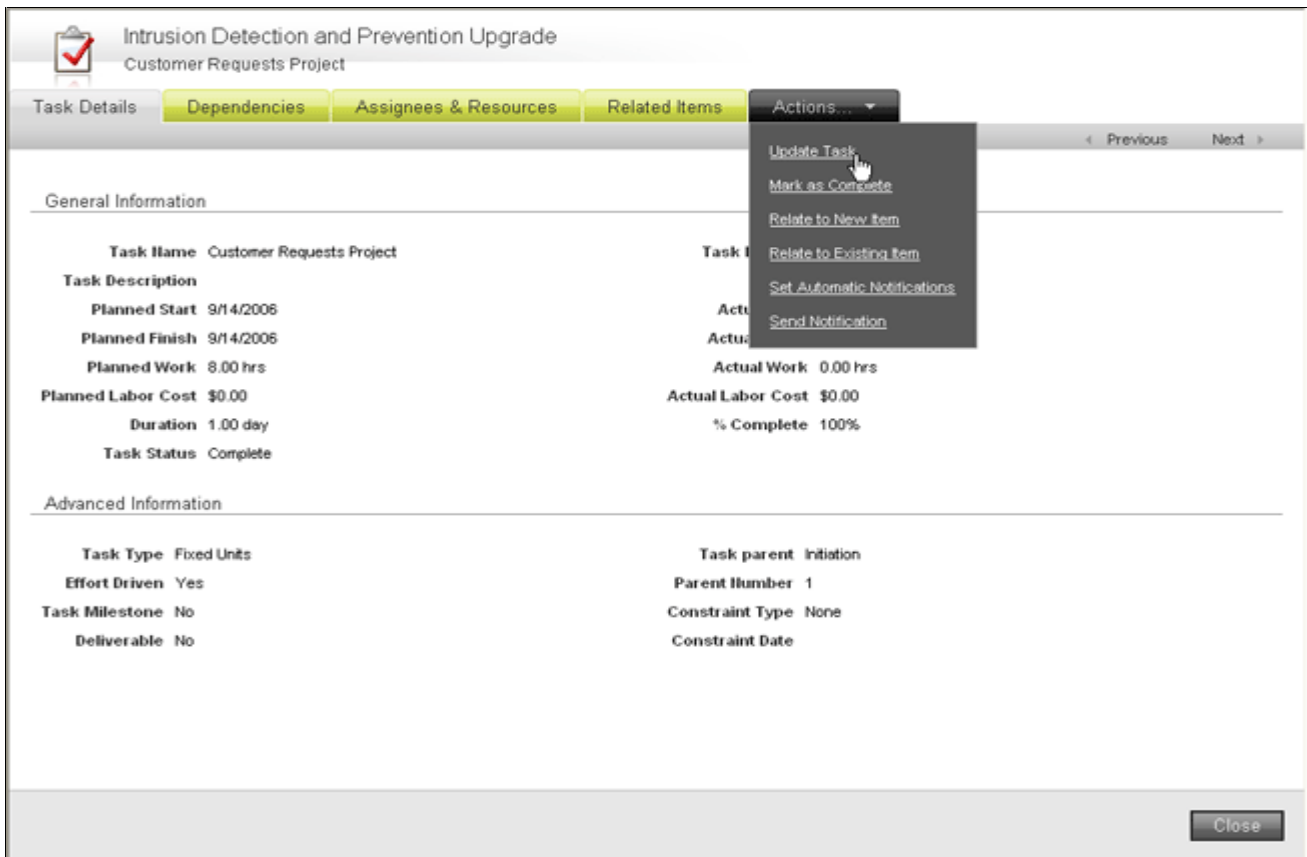 Intrusion Detection and Prevention Upgrade
Customer Requests Project
Task Details Dependencies Assignees & Resources Related Items Actions...
Previous Next
Update Task
Mark as Complete
Relate to New Item
Relate to Existing Item
Set Automatic Notifications
Send Notification
General Information
Task Name Customer Requests Project Task
Task Description
Planned Start 9/14/2006
Planned Finish 9/14/2006
Planned Work 8.00 hrs Actual Work 0.00 hrs
Planned Labor Cost $0.00 Actual Labor Cost $0.00
Duration 1.00 day % Complete 100%
Task Status Complete
Advanced Information
Task Type Fixed Units Task parent Initiation
Effort Driven Yes Parent Number 1
Task Milestone No Constraint Type None
Deliverable No Constraint Date
Close